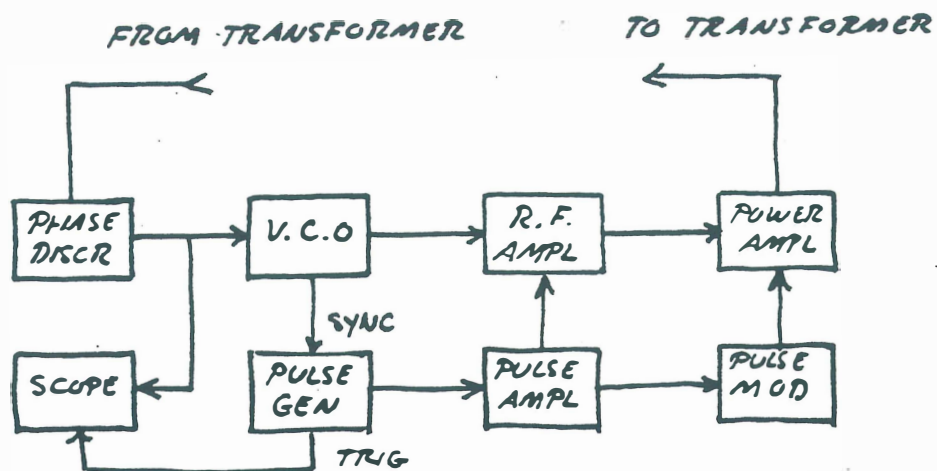 FROM TRANSFORMER
TO TRANSFORMER
PHASE
DISCR
V.C.O
R.F.
AMPL
POWER
AMPL
SYNC
SCOPE
PULSE
GEN
PULSE
AMPL
PULSE
MOD
TRIG